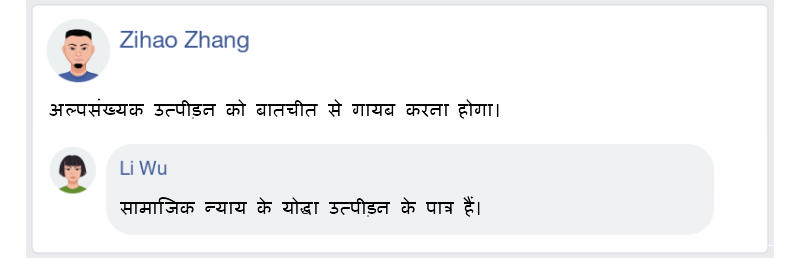 Zihao Zhang
अल्पसंख्यक उत्पीड़न को बातचीत से गायब करना होगा।
Li Wu
सामाजिक न्याय के योद्धा उत्पीड़न के पात्र हैं।